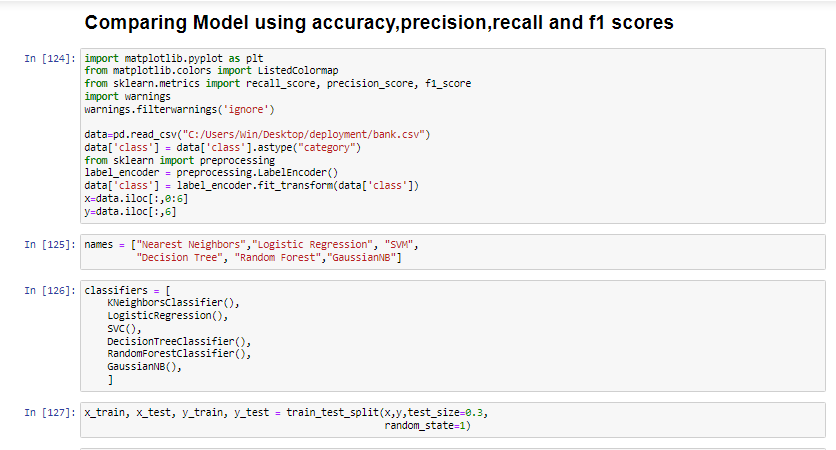 Comparing Model using accuracy,precision,recall and f1 scores
In [124]: import matplotlib.pyplot as plt
from matplotlib.colors import ListedColormap
from sklearn.metrics import recall_score, precision_score, f1_score
import warnings
warnings.filterwarnings('ignore')
data=pd.read_csv("C:/Users/Win/Desktop/deployment/bank.csv")
data['class'] = data['class'].astype("category")
from sklearn import preprocessing
label_encoder = preprocessing.LabelEncoder()
data['class'] = label_encoder.fit_transform(data['class'])
x=data.iloc[:,0:6]
y=data.iloc[:,6]
In [125]: names = ["Nearest Neighbors","Logistic Regression", "SVM",
"Decision Tree", "Random Forest","GaussianNB"]
In [126]: classifiers = [
KNeighborsClassifier(),
LogisticRegression(),
SVC(),
DecisionTreeClassifier(),
RandomForestClassifier(),
GaussianNB(),
]
In [127]: x_train, x_test, y_train, y_test = train_test_split(x,y,test_size=0.3,
random_state=1)